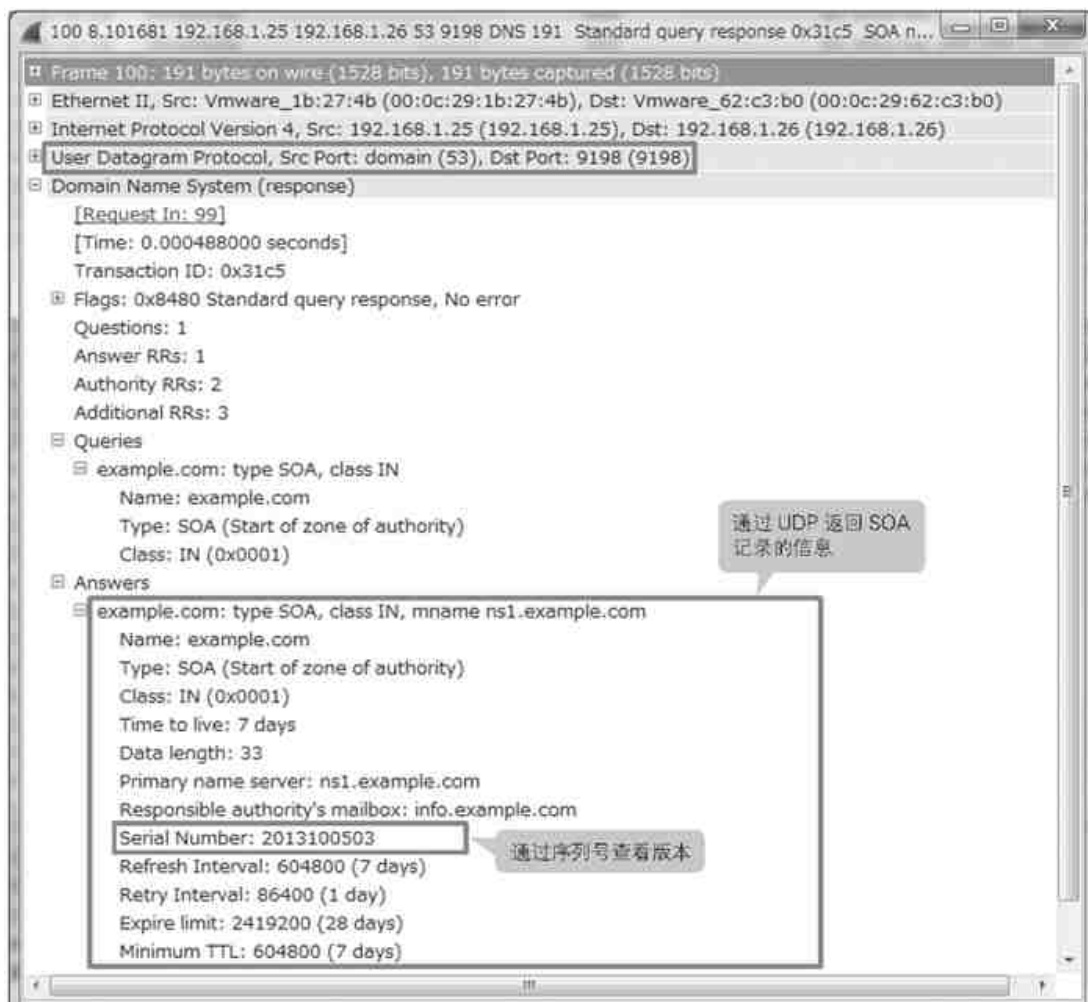 100 8.101681 192.168.1.25 192.168.1.26 53 9198 DNS 191 Standard query response 0x31c5 SOA n...
Frame 100: 191 bytes on wire (1528 bits), 191 bytes captured (1528 bits)
Ethernet II, Src: Vmware_1b:27:4b (00:0c:29:1b:27:4b), Dst: Vmware_62:c3:b0 (00:0c:29:62:c3:b0)
Internet Protocol Version 4, Src: 192.168.1.25 (192.168.1.25), Dst: 192.168.1.26 (192.168.1.26)
User Datagram Protocol, Src Port: domain (53), Dst Port: 9198 (9198)
Domain Name System (response)
[Request In: 99]
[Time: 0.000488000 seconds]
Transaction ID: 0x31c5
Flags: 0x8480 Standard query response, No error
Questions: 1
Answer RRs: 1
Authority RRs: 2
Additional RRs: 3
Queries
example.com: type SOA, class IN
Name: example.com
Type: SOA (Start of zone of authority)
Class: IN (0x0001)
通过 UDP 返回 SOA
记录的信息
Answers
example.com: type SOA, class IN, mname ns1.example.com
Name: example.com
Type: SOA (Start of zone of authority)
Class: IN (0x0001)
Time to live: 7 days
Data length: 33
Primary name server: ns1.example.com
Responsible authority's mailbox: info.example.com
Serial Number: 2013100503
通过序列号查看版本
Refresh Interval: 604800 (7 days)
Retry Interval: 86400 (1 day)
Expire limit: 2419200 (28 days)
Minimum TTL: 604800 (7 days)